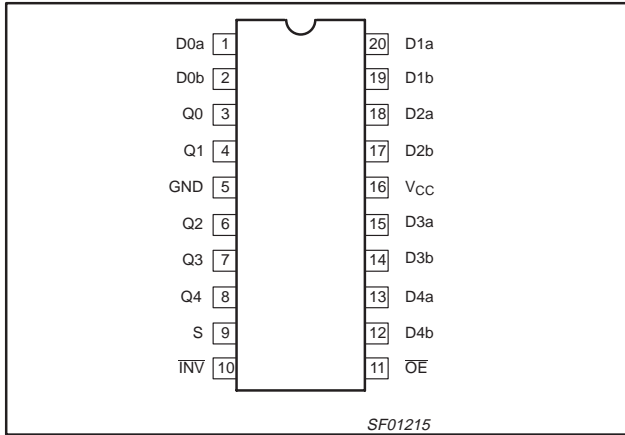 D0a 1 20 D1a
D0b 2 19 D1b
Q0 3 18 D2a
Q1 4 17 D2b
GND 5 16 VCC
Q2 6 15 D3a
Q3 7 14 D3b
Q4 8 13 D4a
S 9 12 D4b
I̅N̅V̅ 10 11 O̅E̅
SF01215